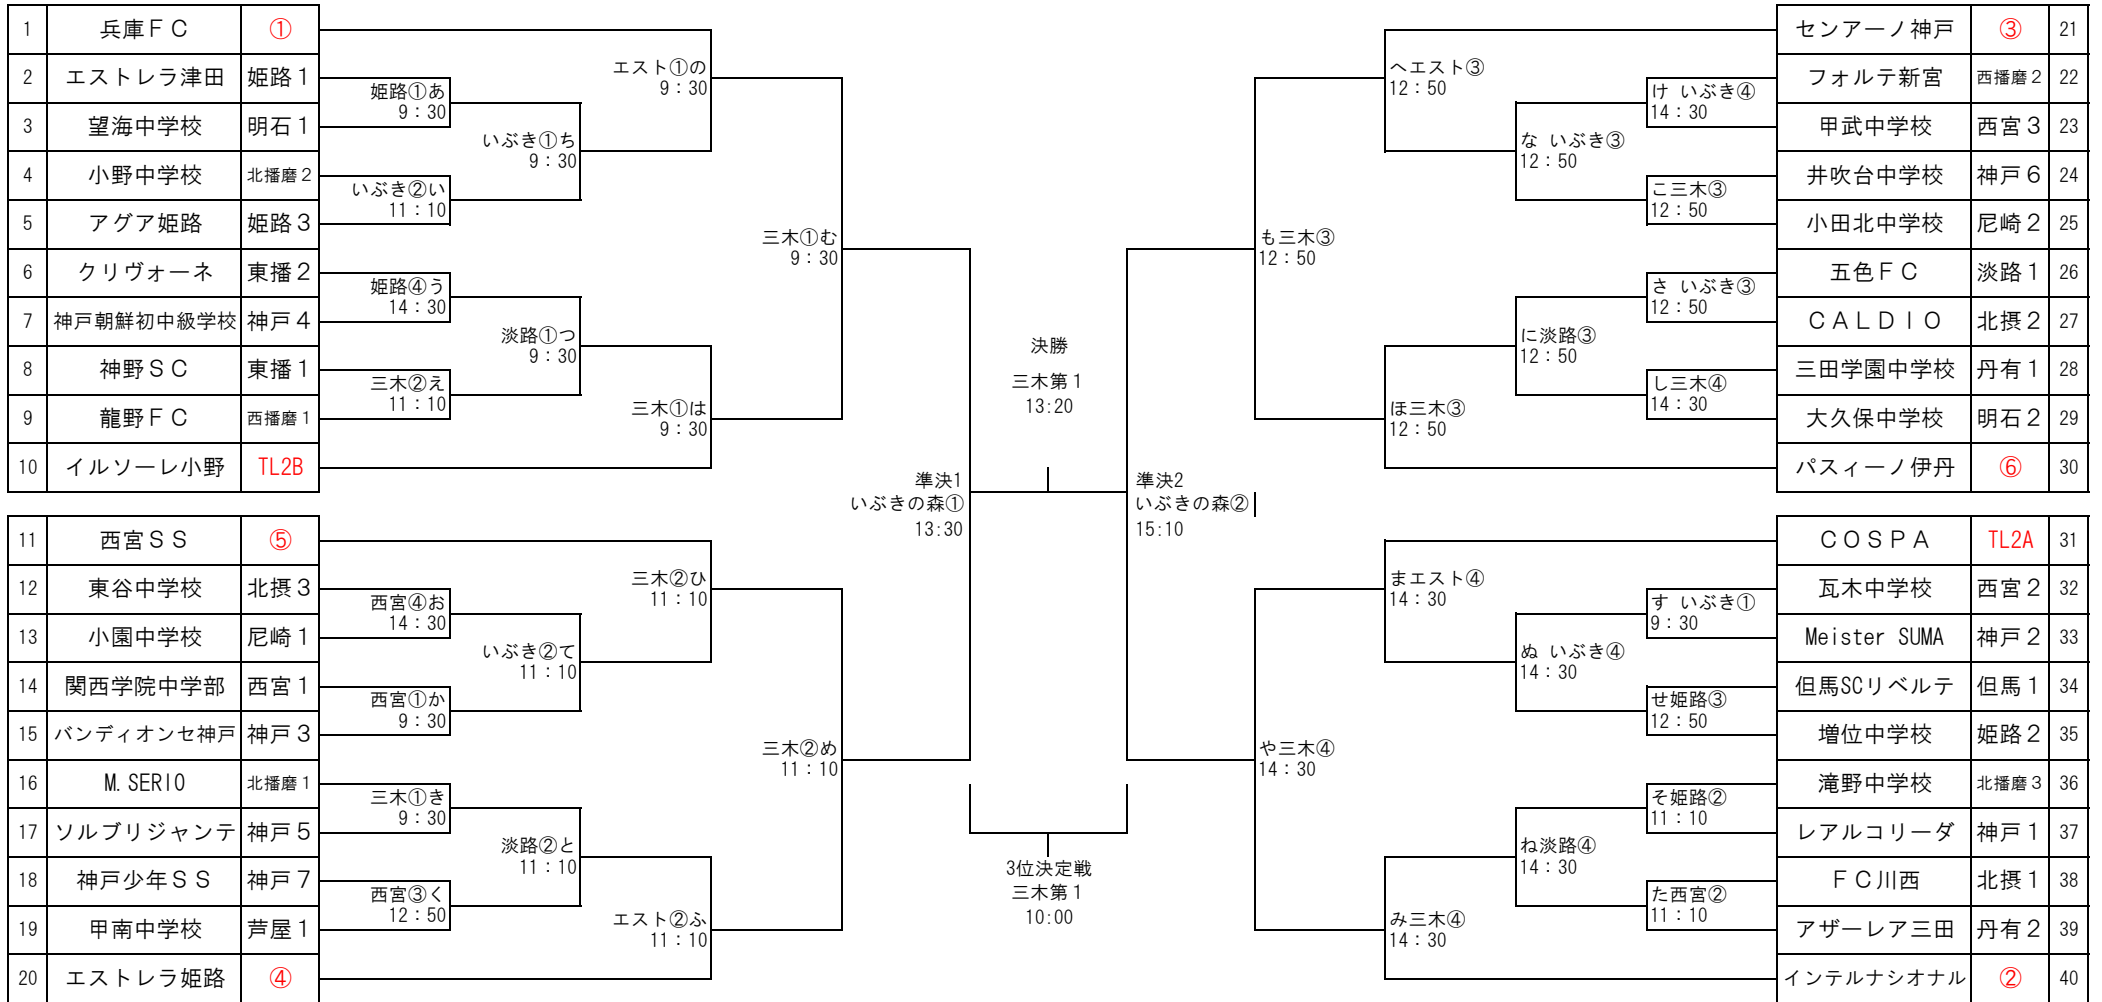 1 兵庫ＦＣ ①
2 エストレラ津田 姫路１
3 望海中学校 明石１
4 小野中学校 北播磨２
5 アグア姫路 姫路３
6 クリヴォーネ 東播２
7 神戸朝鮮初中級学校 神戸４
8 神野ＳＣ 東播１
9 龍野ＦＣ 西播磨１
10 イルソーレ小野 TL2B
11 西宮ＳＳ ⑤
12 東谷中学校 北摂３
13 小園中学校 尼崎１
14 関西学院中学部 西宮１
15 バンディオンセ神戸 神戸３
16 M.SERIO 北播磨１
17 ソルブリジャンテ 神戸５
18 神戸少年ＳＳ 神戸７
19 甲南中学校 芦屋１
20 エストレラ姫路 ④
姫路①あ
9：30
いぶき②い
11：10
姫路④う
14：30
三木②え
11：10
西宮④お
14：30
西宮①か
9：30
三木①き
9：30
西宮③く
12：50
いぶき①ち
9：30
淡路①つ
9：30
いぶき②て
11：10
淡路②と
11：10
エスト①の
9：30
三木①は
9：30
三木②ひ
11：10
エスト②ふ
11：10
三木①む
9：30
三木②め
11：10
準決1
いぶきの森①
13:30
決勝
三木第１
13:20
3位決定戦
三木第１
10:00
準決2
いぶきの森②
15:10
も三木③
12：50
や三木④
14：30
へエスト③
12：50
ほ三木③
12：50
まエスト④
14：30
み三木④
14：30
な いぶき③
12：50
に淡路③
12：50
ぬ いぶき④
14：30
ね淡路④
14：30
け いぶき④
14：30
こ三木③
12：50
さ いぶき③
12：50
し三木④
14：30
す いぶき①
9：30
せ姫路③
12：50
そ姫路②
11：10
た西宮②
11：10
センアーノ神戸 ③ 21
フォルテ新宮 西播磨２ 22
甲武中学校 西宮３ 23
井吹台中学校 神戸６ 24
小田北中学校 尼崎２ 25
五色ＦＣ 淡路１ 26
ＣＡＬＤＩＯ 北摂２ 27
三田学園中学校 丹有１ 28
大久保中学校 明石２ 29
パスィーノ伊丹 ⑥ 30
ＣＯＳＰＡ TL2A 31
瓦木中学校 西宮２ 32
Meister SUMA 神戸２ 33
但馬SCリベルテ 但馬１ 34
増位中学校 姫路２ 35
滝野中学校 北播磨３ 36
レアルコリーダ 神戸１ 37
ＦＣ川西 北摂１ 38
アザーレア三田 丹有２ 39
インテルナシオナル ② 40